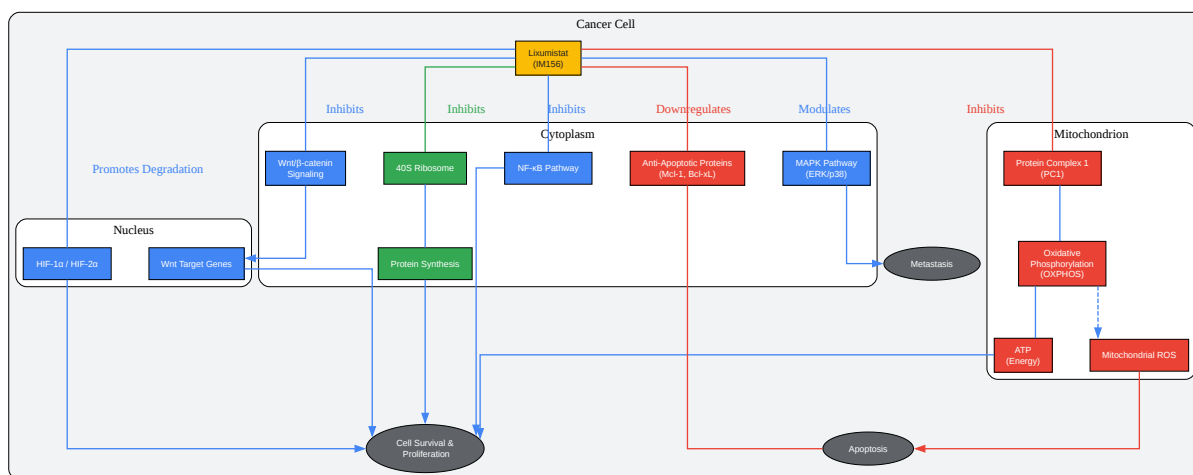 Cancer Cell
Lixumistat
(IM156)
Inhibits
Inhibits
Inhibits
Downregulates
Modulates
Inhibits
Cytoplasm
Mitochondrion
Wnt/β-catenin
Signaling
40S Ribosome
NF-κB Pathway
Anti-Apoptotic Proteins
(Mcl-1, Bcl-xL)
MAPK Pathway
(ERK/p38)
Protein Complex 1
(PC1)
Promotes Degradation
Nucleus
HIF-1α / HIF-2α
Wnt Target Genes
Protein Synthesis
Metastasis
Oxidative
Phosphorylation
(OXPHOS)
ATP
(Energy)
Mitochondrial ROS
Cell Survival &
Proliferation
Apoptosis